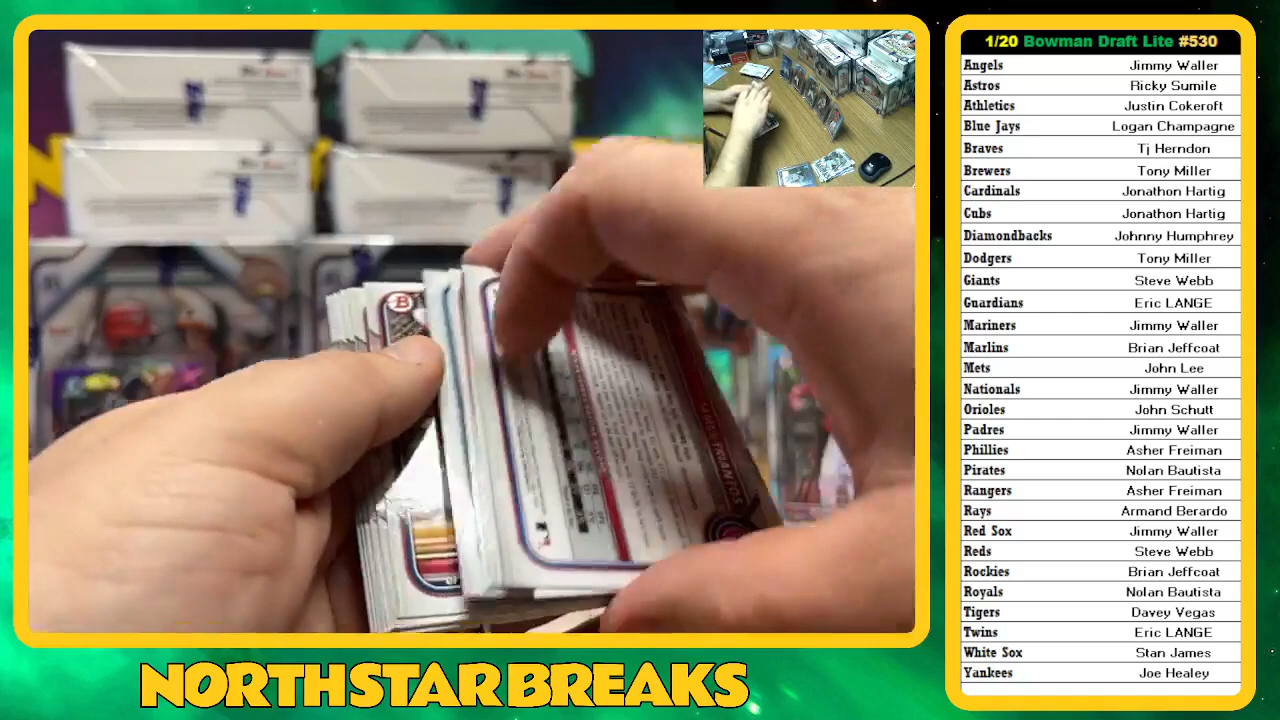 1/20 Bowman Draft Lite #530
Angels Jimmy Waller
Astros Ricky Sumile
Athletics Justin Cokeroft
Blue Jays Logan Champagne
Braves Tj Herndon
Brewers Tony Miller
Cardinals Jonathon Hartig
Cubs Jonathon Hartig
Diamondbacks Johnny Humphrey
Dodgers Tony Miller
Giants Steve Webb
Guardians Eric LANGE
Mariners Jimmy Waller
Marlins Brian Jeffcoat
Mets John Lee
Nationals Jimmy Waller
Orioles John Schutt
Padres Jimmy Waller
Phillies Asher Freiman
Pirates Nolan Bautista
Rangers Asher Freiman
Rays Armand Berardo
Red Sox Jimmy Waller
Reds Steve Webb
Rockies Brian Jeffcoat
Royals Nolan Bautista
Tigers Davey Vegas
Twins Eric LANGE
White Sox Stan James
Yankees Joe Healey
B
NORTHSTAR BREAKS